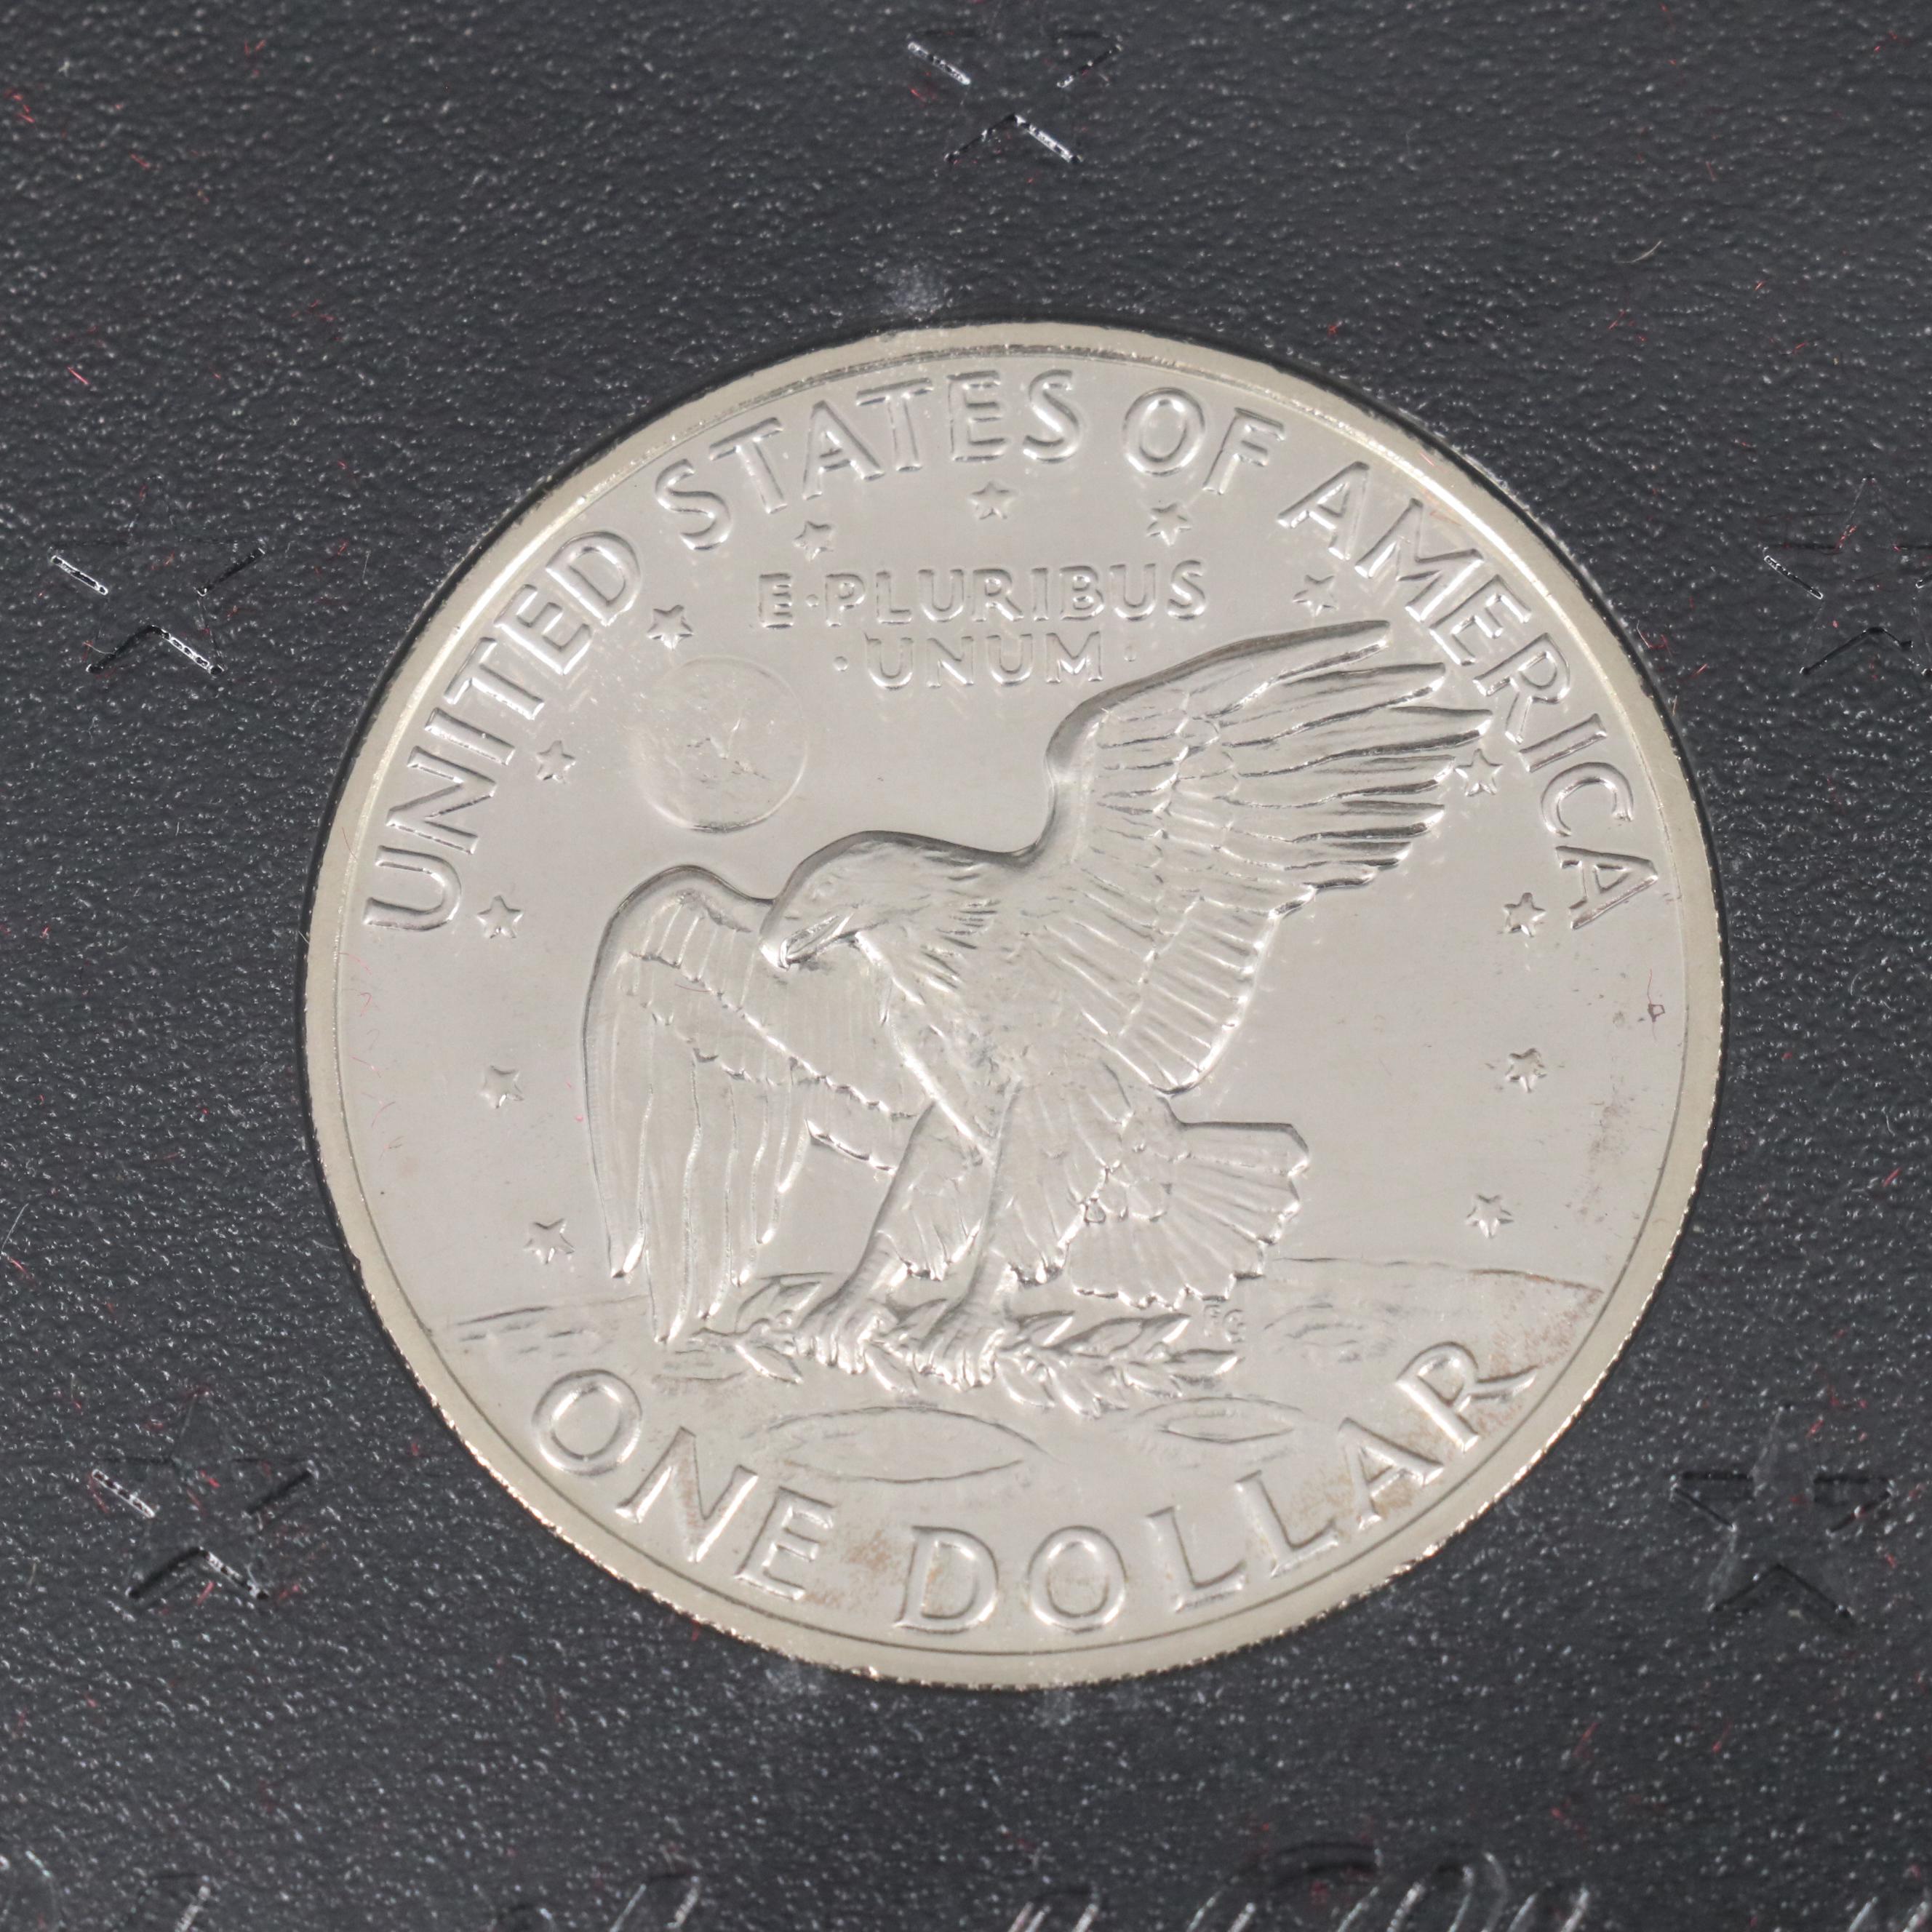 UNITED STATES OF AMERICA
E·PLURIBUS
·UNUM·
ONE DOLLAR